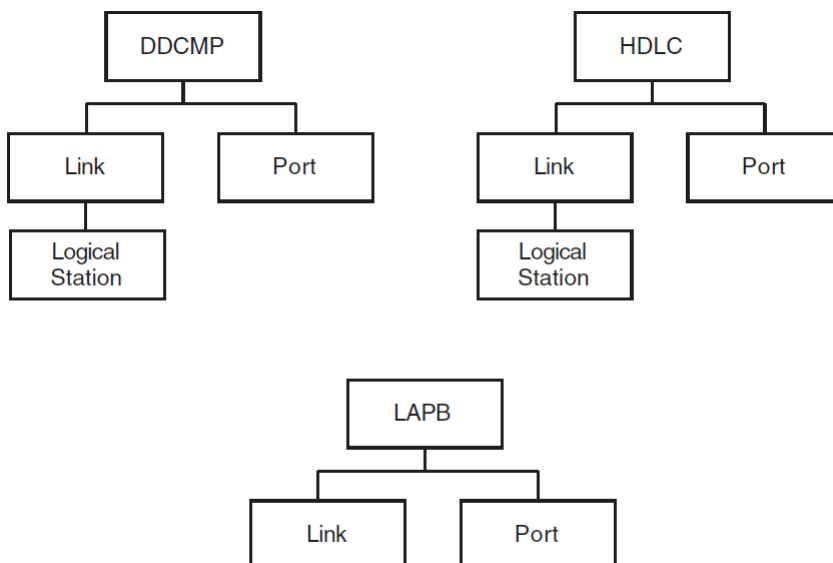 DDCMP
HDLC
Link
Port
Link
Port
Logical
Station
Logical
Station
LAPB
Link
Port